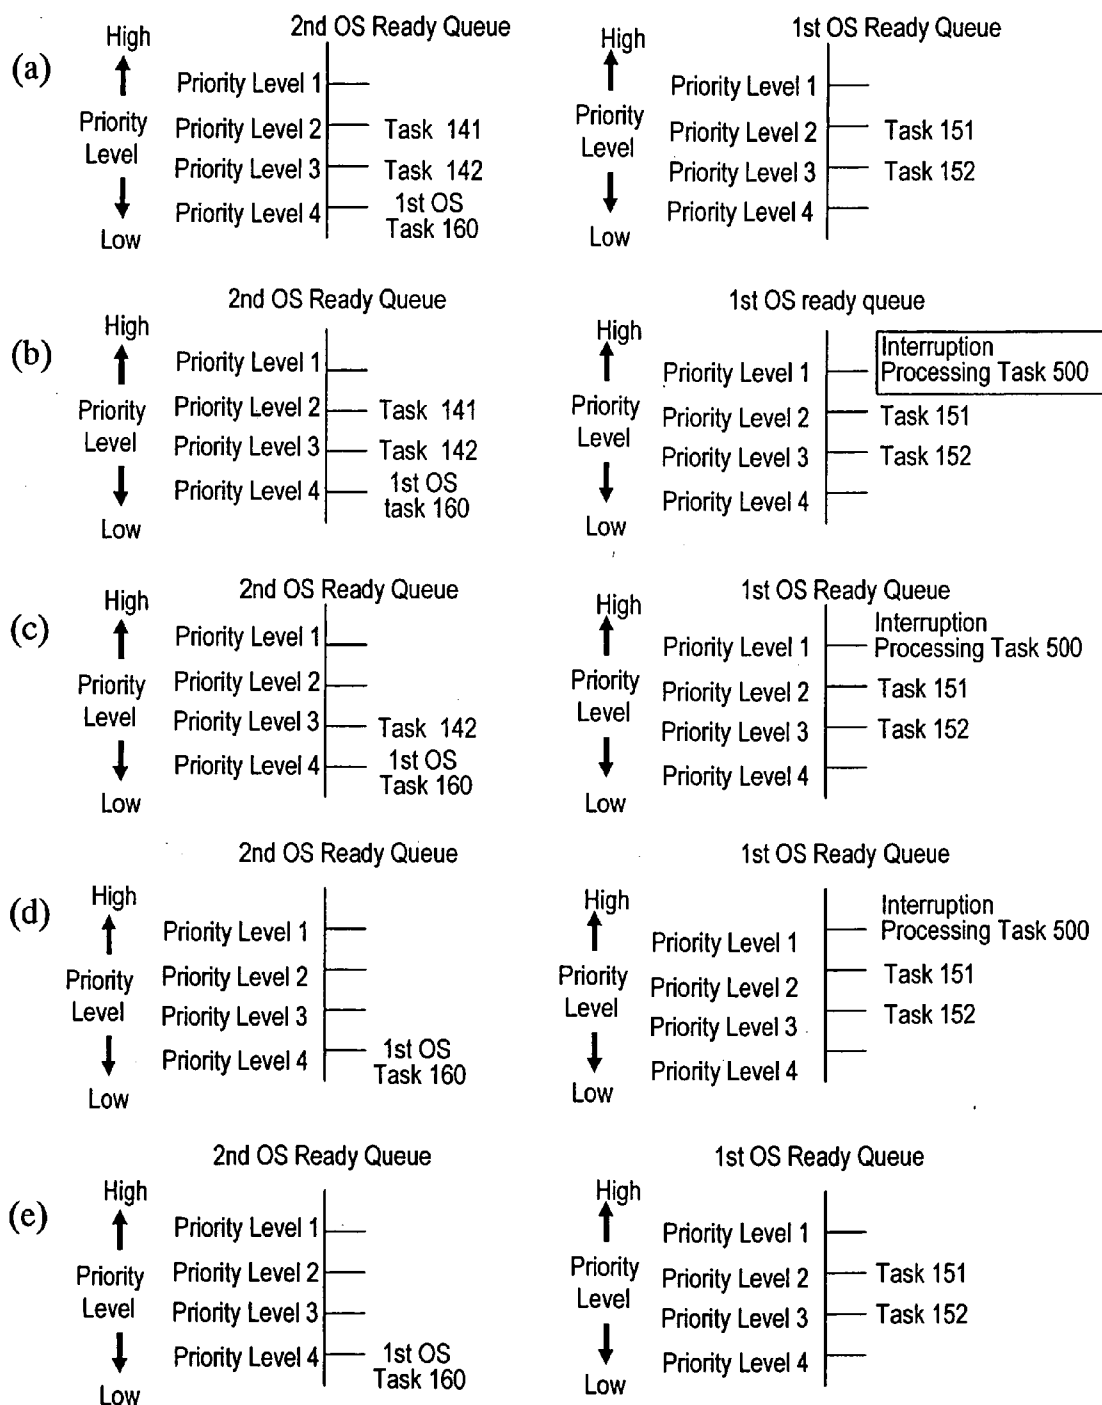 (a)
2nd OS Ready Queue
High
Priority
Level
Low
Priority Level 1
Priority Level 2
Task 141
Priority Level 3
Task 142
Priority Level 4
1st OS
Task 160
1st OS Ready Queue
High
Priority
Level
Low
Priority Level 1
Priority Level 2
Task 151
Priority Level 3
Task 152
Priority Level 4
(b)
2nd OS Ready Queue
High
Priority
Level
Low
Priority Level 1
Priority Level 2
Task 141
Priority Level 3
Task 142
Priority Level 4
1st OS
task 160
1st OS ready queue
High
Priority
Level
Low
Priority Level 1
Interruption
Processing Task 500
Priority Level 2
Task 151
Priority Level 3
Task 152
Priority Level 4
(c)
2nd OS Ready Queue
High
Priority
Level
Low
Priority Level 1
Priority Level 2
Priority Level 3
Task 142
Priority Level 4
1st OS
Task 160
1st OS Ready Queue
High
Priority
Level
Low
Priority Level 1
Interruption
Processing Task 500
Priority Level 2
Task 151
Priority Level 3
Task 152
Priority Level 4
(d)
2nd OS Ready Queue
High
Priority
Level
Low
Priority Level 1
Priority Level 2
Priority Level 3
Priority Level 4
1st OS
Task 160
1st OS Ready Queue
High
Priority
Level
Low
Priority Level 1
Interruption
Processing Task 500
Priority Level 2
Task 151
Priority Level 3
Task 152
Priority Level 4
(e)
2nd OS Ready Queue
High
Priority
Level
Low
Priority Level 1
Priority Level 2
Priority Level 3
Priority Level 4
1st OS
Task 160
1st OS Ready Queue
High
Priority
Level
Low
Priority Level 1
Priority Level 2
Task 151
Priority Level 3
Task 152
Priority Level 4